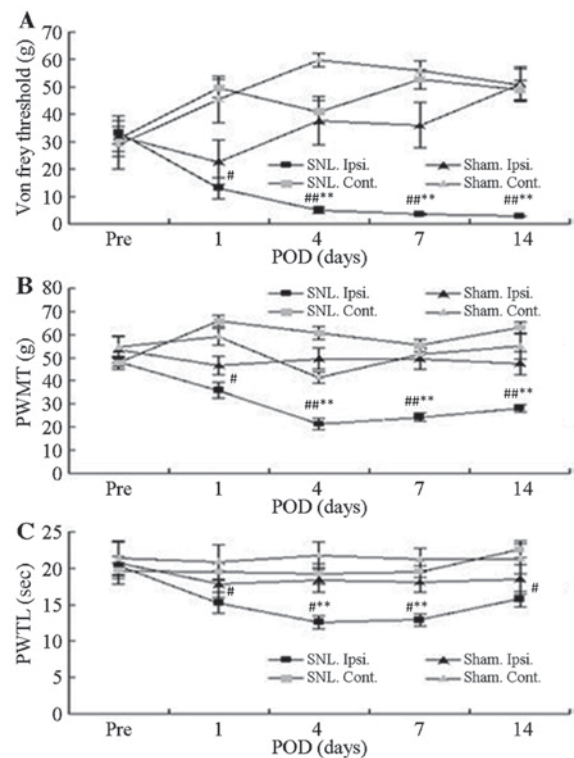 A
Von frey threshold (g)
70
60
50
40
30
20
10
0
SNL. Ipsi. Sham. Ipsi.
SNL. Cont. Sham. Cont.
# ##** ##** ##**
Pre 1 4 7 14
POD (days)
B
PWMT (g)
80
70
60
50
40
30
20
10
0
SNL. Ipsi. Sham. Ipsi.
SNL. Cont. Sham. Cont.
# ##** ##** ##**
Pre 1 4 7 14
POD (days)
C
PWTL (sec)
25
20
15
10
5
0
# #** #** #
SNL. Ipsi. Sham. Ipsi.
SNL. Cont. Sham. Cont.
Pre 1 4 7 14
POD (days)